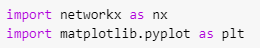 import networkx as nx
import matplotlib.pyplot as plt